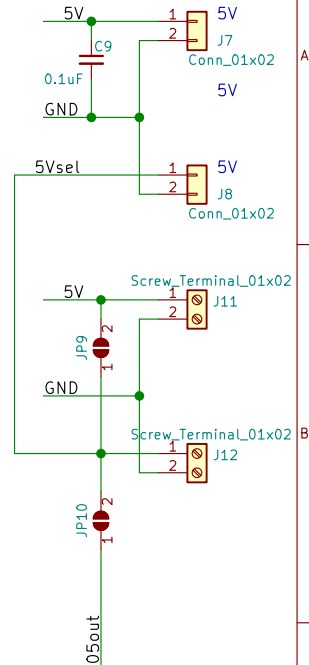 5V
1
5V
2
J7
C9
Conn_01x02
0.1uF
5V
GND
5Vsel
1
5V
2
J8
Conn_01x02
A
Screw_Terminal_01x02
5V
1
J11
2
JP9
2
1
GND
B
Screw_Terminal_01x02
1
J12
2
JP10
2
1
05out